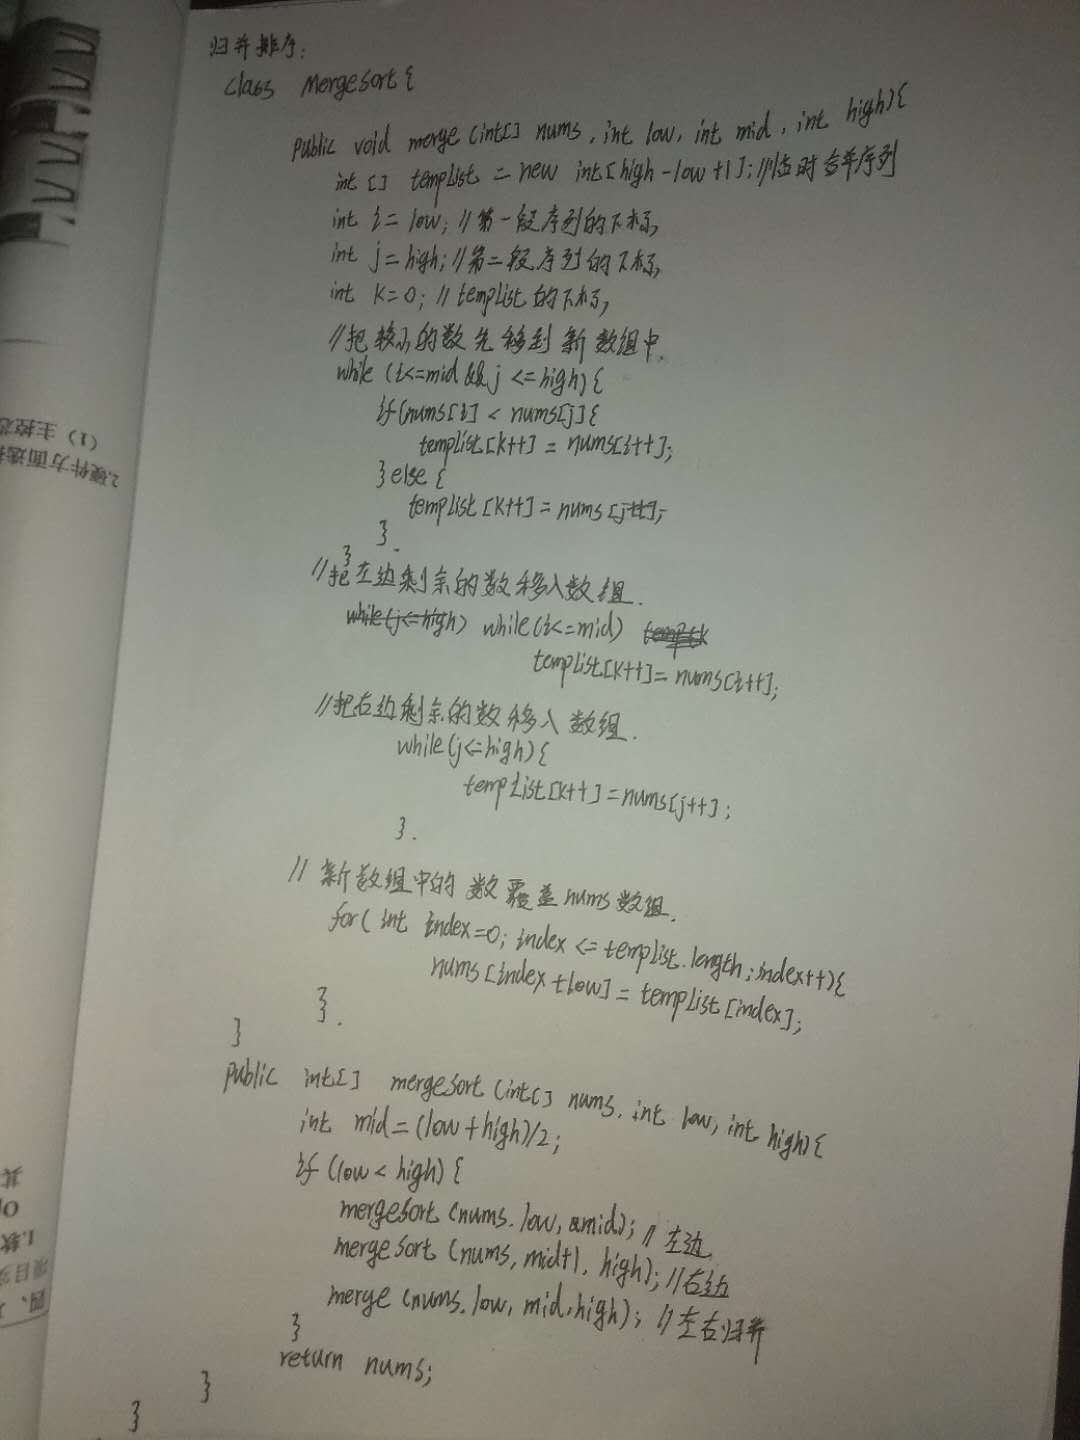 归并排序:
class Mergesort{
public void merge (int[] nums, int low, int mid, int high){
int [] templist = new int[high-low+1]; //临时合并序列
int i=low; //第一段序列的下标,
int j=high; //第二段序列的下标,
int k=0; // templist 的下标,
//把较小的数先移到新数组中.
while (i<=mid && j <=high){
if(nums[i] < nums[j]{
templist[k++] = nums[i++];
}else {
templist [k++] = nums [j++];
}.
}
//把左边剩余的数移入数组.
while(j<=high) while(i<=mid)
templist[k++] = nums[i++];
//把右边剩余的数移入数组.
while(j<=high){
templist[k++] = nums[j++];
}.
// 新数组中的数覆盖nums数组.
for( int index=0; index <= templist.length; index++){
nums [index+low] = templist [index];
}.
}
public int[] mergesort (int[] nums, int low, int high){
int mid = (low+high)/2;
if (low < high) {
mergesort (nums. low, amid); // 左边
mergesort (nums, mid+1, high); //右边
merge (nums. low, mid, high); //左右归并
}
return nums;
}
}
2.硬件方面选
(1) 主控芯
其
1.软
项目
四、